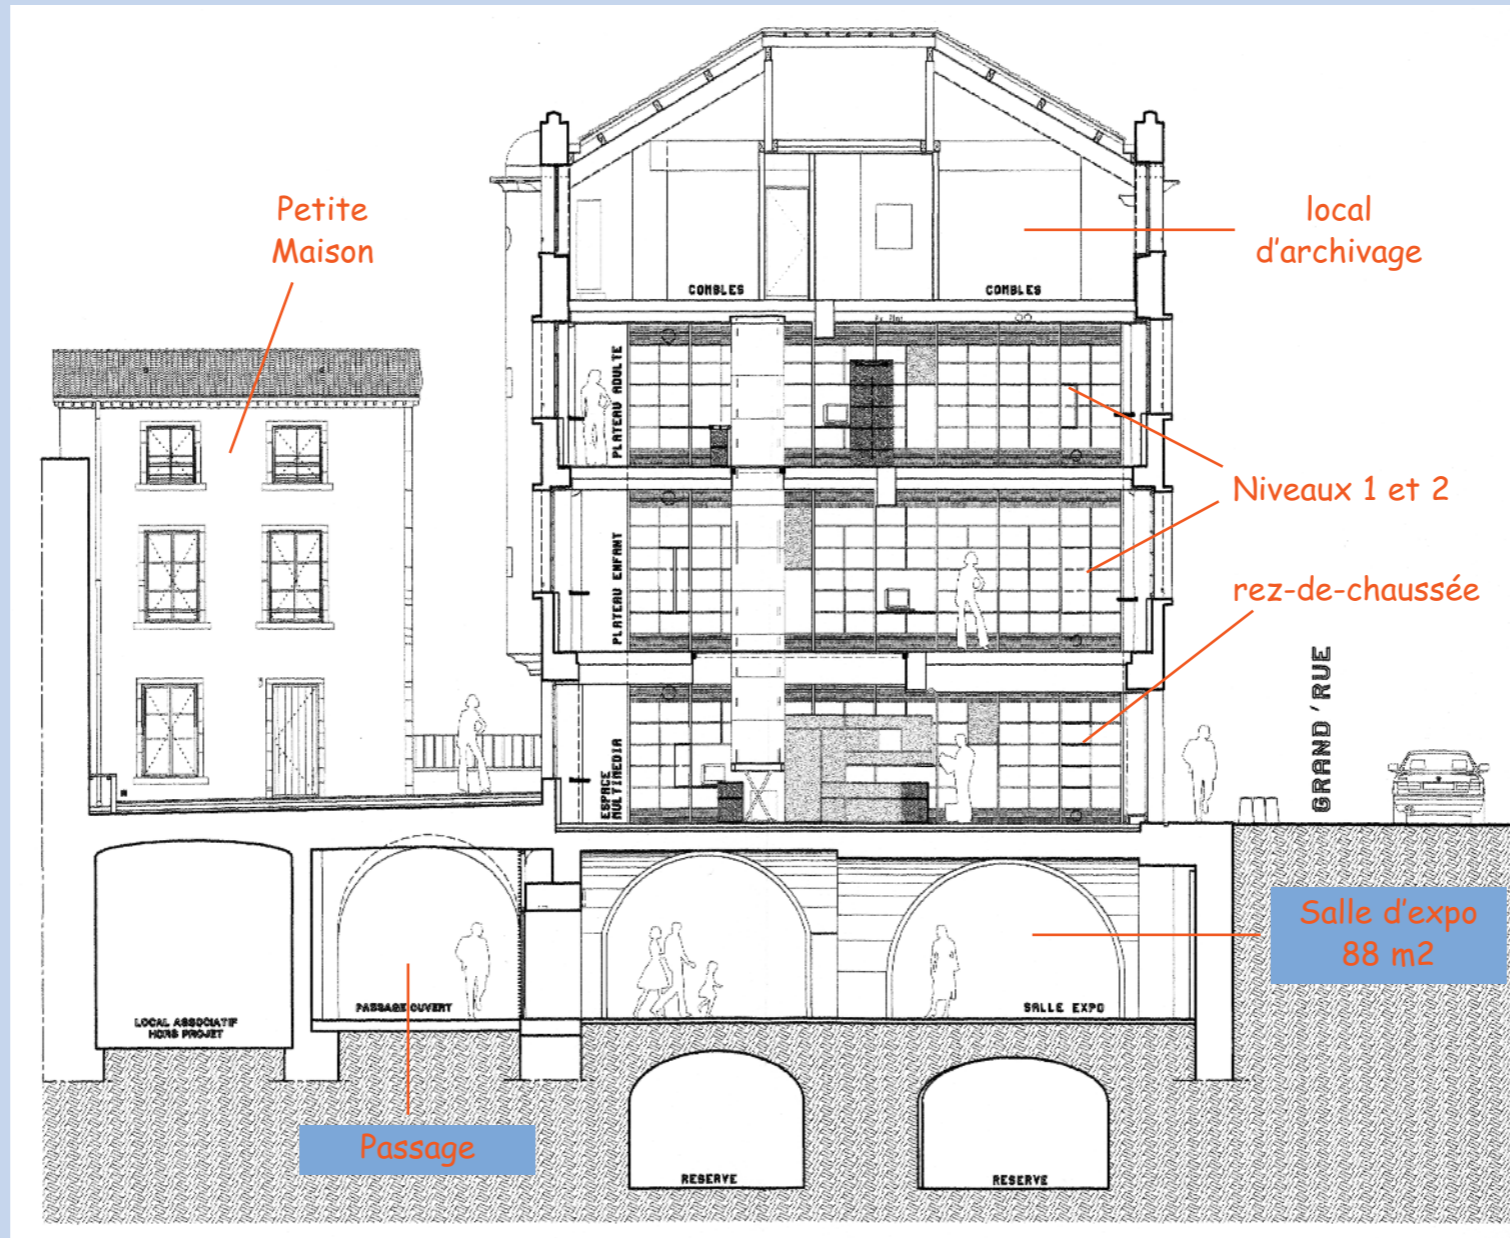 Petite
Maison
local
d'archivage
COMBLES
COMBLES
PLATEAU ADULTE
Niveaux 1 et 2
PLATEAU ENFANT
rez-de-chaussée
ESPACE
MULTIMEDIA
GRAND'RUE
Salle d'expo
88 m2
LOCAL ASSOCIATIF
HORS PROJET
PASSAGE OUVERT
SALLE EXPO
Passage
RESERVE
RESERVE